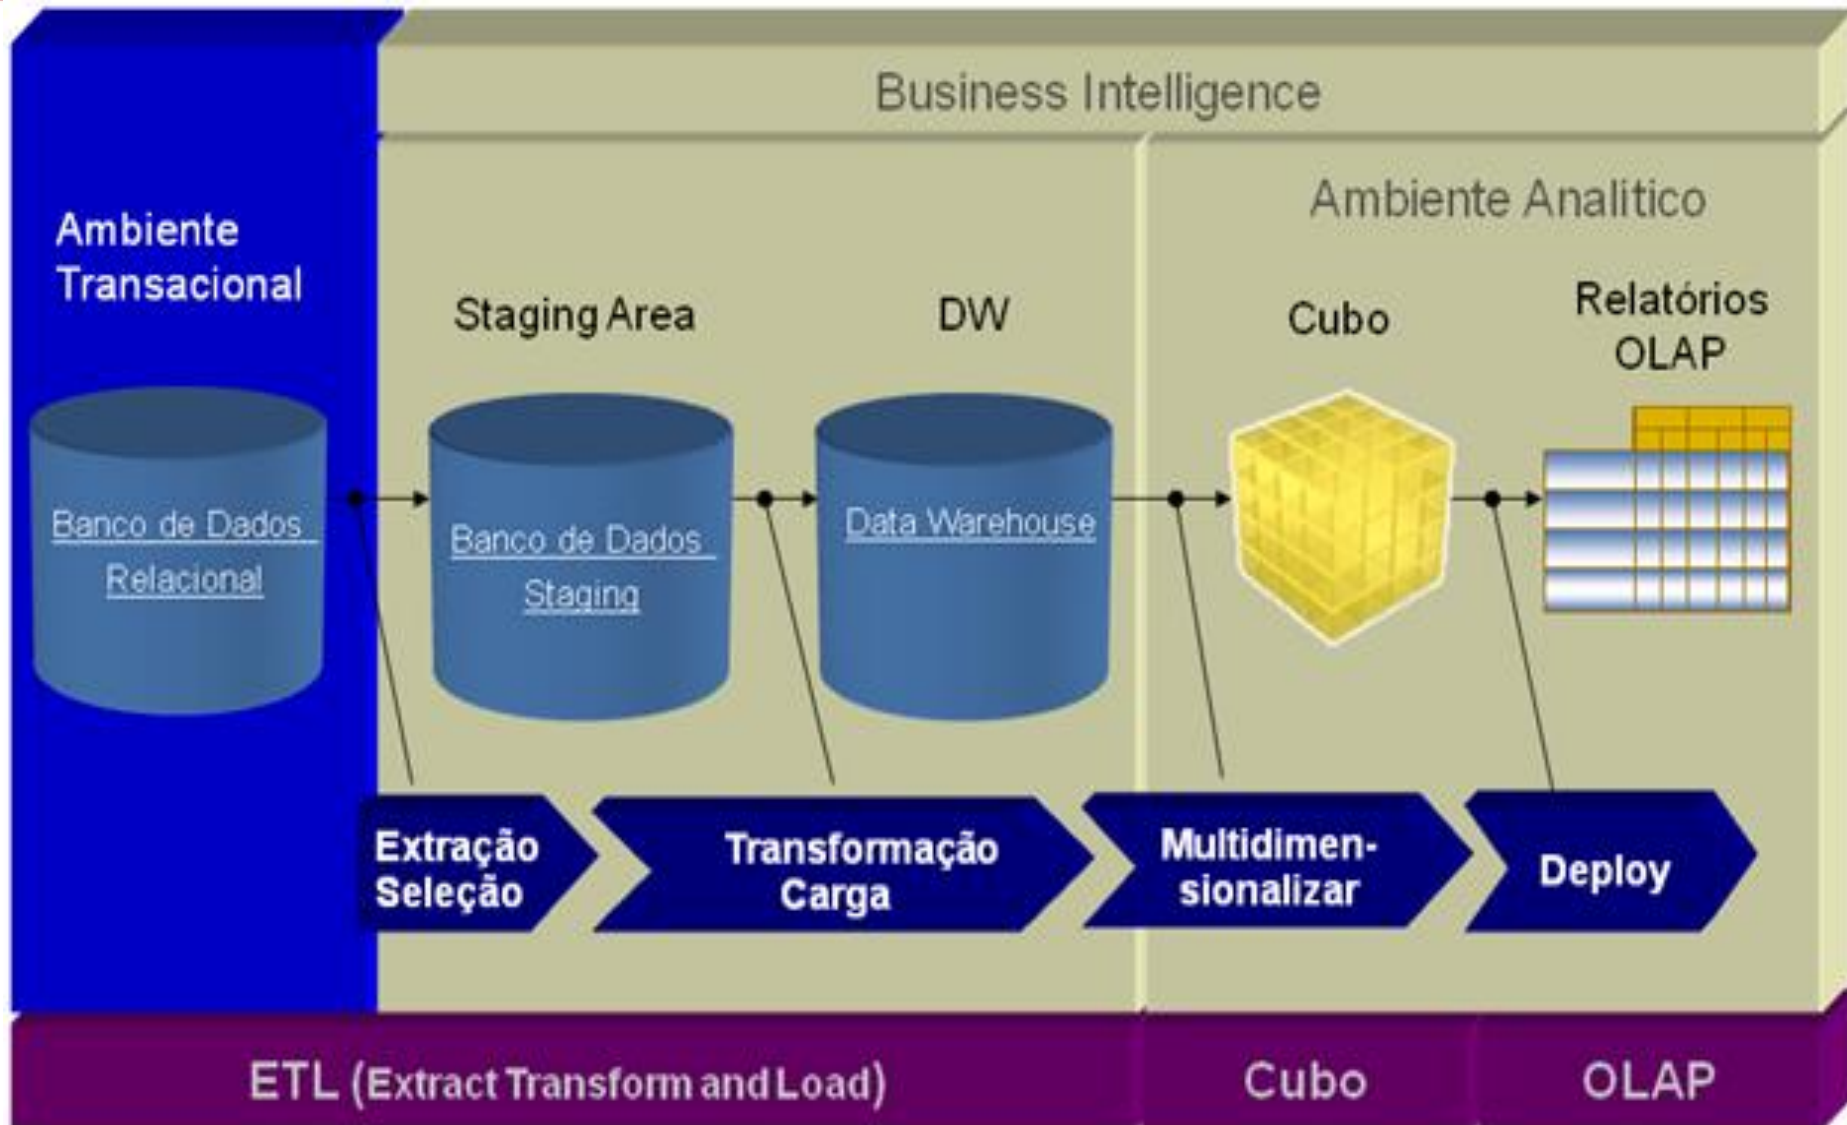 Business Intelligence
Ambiente
Transacional
Ambiente Analitico
Staging Area
DW
Cubo
Relatórios
OLAP
Banco de Dados
Relacional
Banco de Dados
Staging
Data Warehouse
Extração
Seleção
Transformação
Carga
Multidimen-
sionalizar
Deploy
ETL (Extract Transform and Load)
Cubo
OLAP